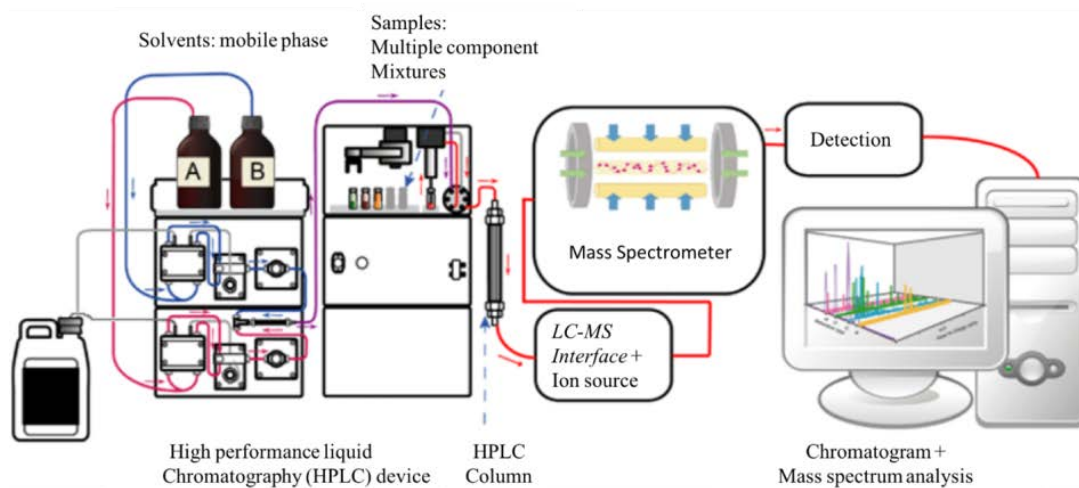 Solvents: mobile phase
Samples:
Multiple component
Mixtures
A
B
Mass Spectrometer
Detection
LC-MS
Interface +
Ion source
High performance liquid
Chromatography (HPLC) device
HPLC
Column
Chromatogram +
Mass spectrum analysis